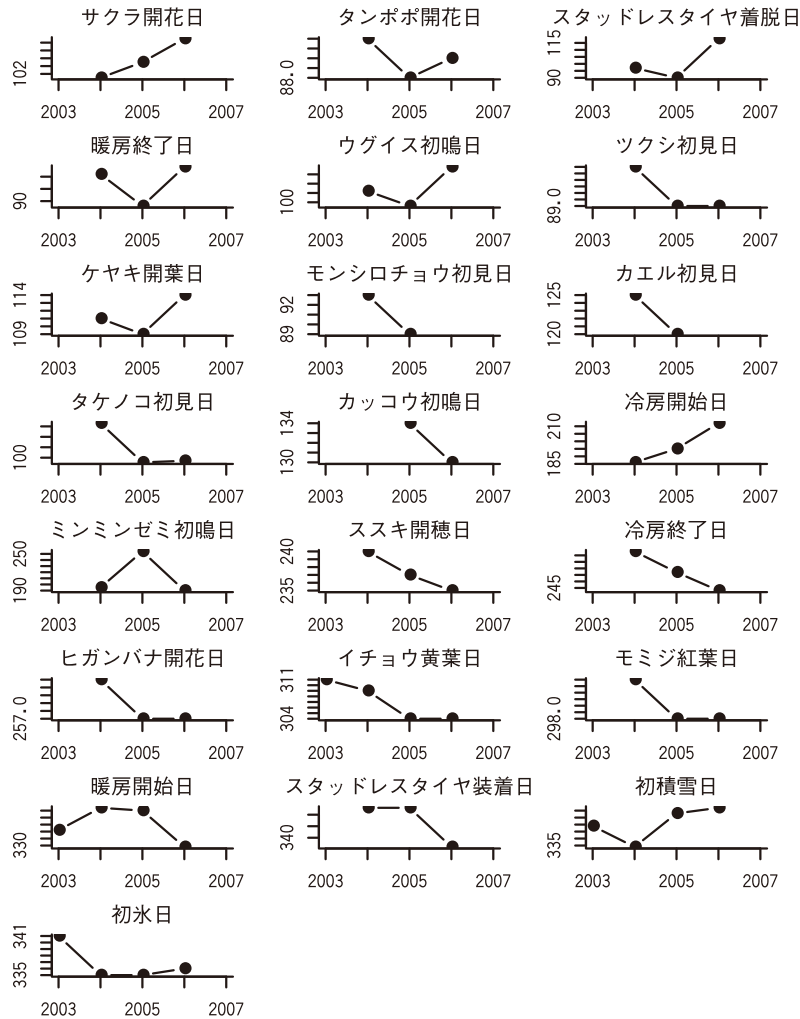 サクラ開花日
102
2003 2005 2007
タンポポ開花日
88.0
2003 2005 2007
スタッドレスタイヤ着脱日
90 115
2003 2005 2007
暖房終了日
90
2003 2005 2007
ウグイス初鳴日
100
2003 2005 2007
ツクシ初見日
89.0
2003 2005 2007
ケヤキ開葉日
109 114
2003 2005 2007
モンシロチョウ初見日
89 92
2003 2005 2007
カエル初見日
120 125
2003 2005 2007
タケノコ初見日
100
2003 2005 2007
カッコウ初鳴日
130 134
2003 2005 2007
冷房開始日
185 210
2003 2005 2007
ミンミンゼミ初鳴日
190 250
2003 2005 2007
ススキ開穂日
235 240
2003 2005 2007
冷房終了日
245
2003 2005 2007
ヒガンバナ開花日
257.0
2003 2005 2007
イチョウ黄葉日
304 311
2003 2005 2007
モミジ紅葉日
298.0
2003 2005 2007
暖房開始日
330
2003 2005 2007
スタッドレスタイヤ装着日
340
2003 2005 2007
初積雪日
335
2003 2005 2007
初氷日
335 341
2003 2005 2007